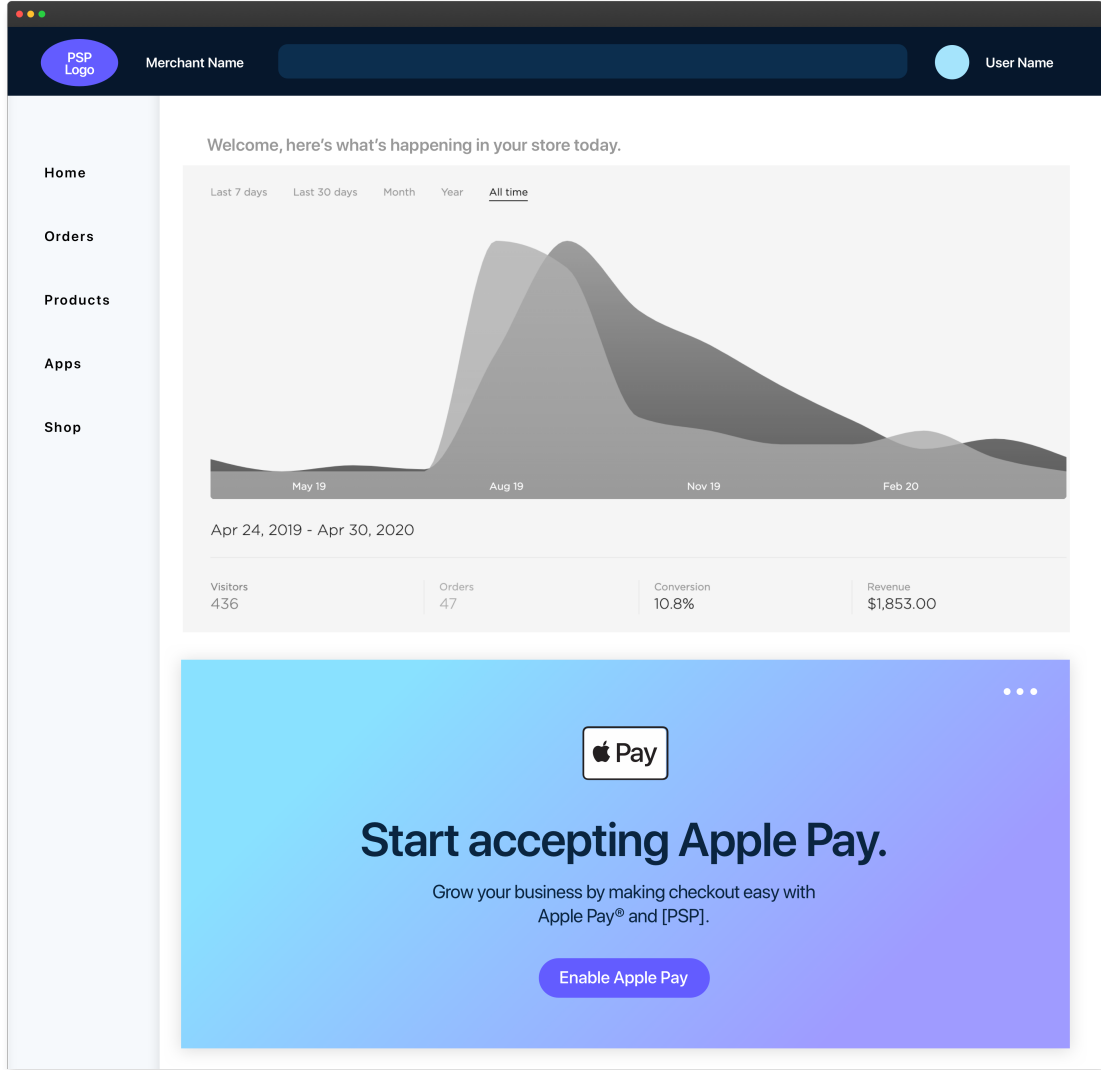 PSP
Logo
Merchant Name
User Name
Home
Orders
Products
Apps
Shop
Welcome, here’s what’s happening in your store today.
Last 7 days Last 30 days Month Year All time
May 19 Aug 19 Nov 19 Feb 20
Apr 24, 2019 - Apr 30, 2020
Visitors Orders Conversion Revenue
436 47 10.8% $1,853.00
Pay
Start accepting Apple Pay.
Grow your business by making checkout easy with
Apple Pay® and [PSP].
Enable Apple Pay